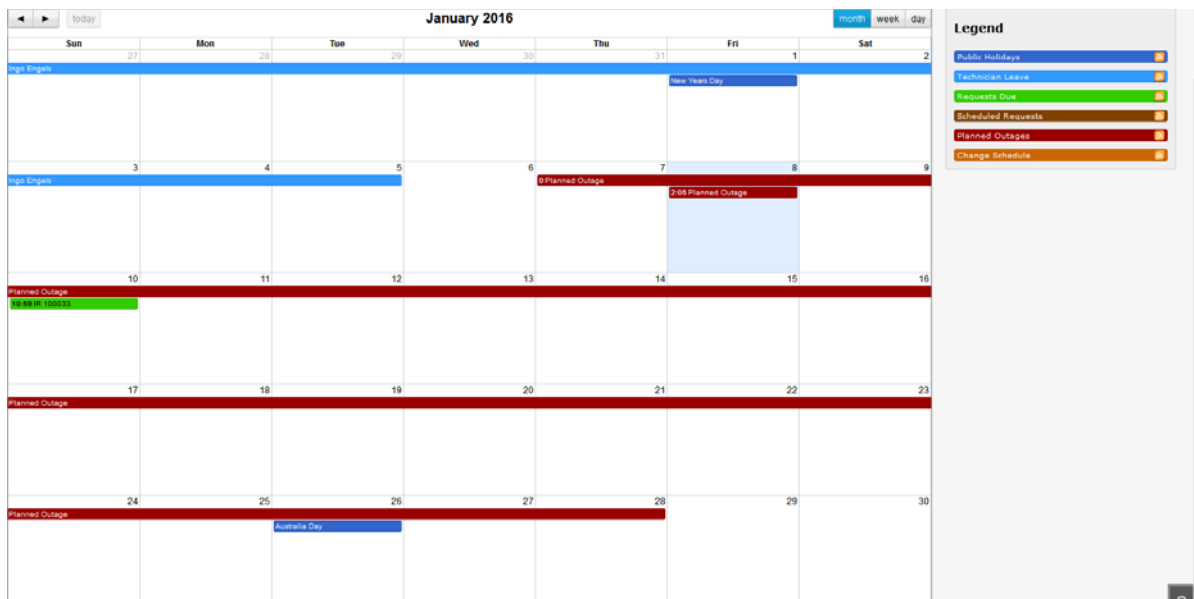 ◄ ► today January 2016 month week day
Legend
Sun Mon Tue Wed Thu Fri Sat
27 28 29 30 31 1 2
Ingo Engels
New Years Day
Public Holidays
Technician Leave
Requests Due
Scheduled Requests
Planned Outages
Change Schedule
3 4 5 6 7 8 9
Ingo Engels 0 Planned Outage
2:05 Planned Outage
10 11 12 13 14 15 16
Planned Outage
10:59 IR 100033
17 18 19 20 21 22 23
Planned Outage
24 25 26 27 28 29 30
Planned Outage
Australia Day